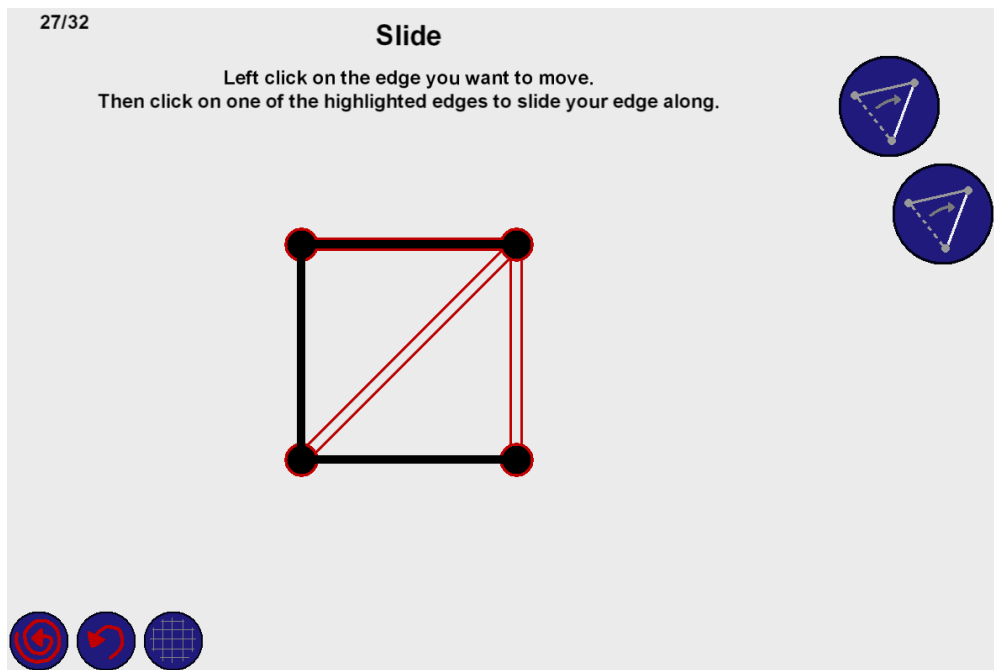 27/32
Slide
Left click on the edge you want to move.
Then click on one of the highlighted edges to slide your edge along.